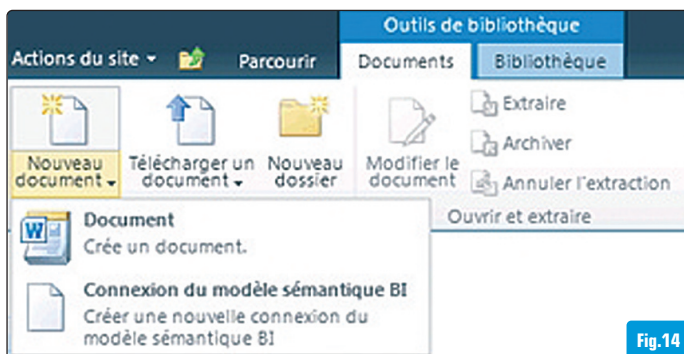 Outils de bibliothèque
Actions du site
Parcourir
Documents
Bibliothèque
Nouveau
document
Télécharger un
document
Nouveau
dossier
Modifier le
document
Extraire
Archiver
Annuler l'extraction
Ouvrir et extraire
W
Document
Crée un document.
Connexion du modèle sémantique BI
Créer une nouvelle connexion du
modèle sémantique BI
Fig.14